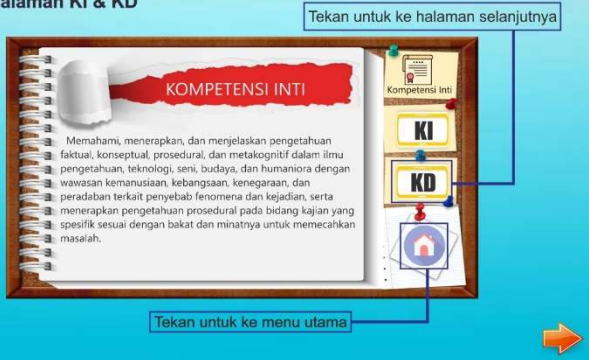 Halaman KI & KD
Tekan untuk ke halaman selanjutnya
KOMPETENSI INTI
Kompetensi Inti
Memahami, menerapkan, dan menjelaskan pengetahuan
faktual, konseptual, prosedural, dan metakognitif dalam ilmu
pengetahuan, teknologi, seni, budaya, dan humaniora dengan
wawasan kemanusiaan, kebangsaan, kenegaraan, dan
peradaban terkait penyebab fenomena dan kejadian, serta
menerapkan pengetahuan prosedural pada bidang kajian yang
spesifik sesuai dengan bakat dan minatnya untuk memecahkan
masalah.
KI
KD
Tekan untuk ke menu utama